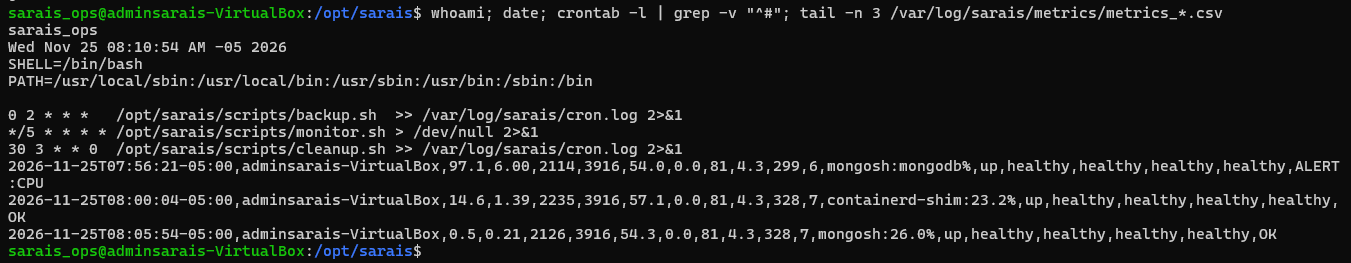 sarais_ops@adminsarais-VirtualBox:/opt/sarais$ whoami; date; crontab -l | grep -v "^#"; tail -n 3 /var/log/sarais/metrics/metrics_*.csv
sarais_ops
Wed Nov 25 08:10:54 AM -05 2026
SHELL=/bin/bash
PATH=/usr/local/sbin:/usr/local/bin:/usr/sbin:/usr/bin:/sbin:/bin

0 2 * * *   /opt/sarais/scripts/backup.sh  >> /var/log/sarais/cron.log 2>&1
*/5 * * * * /opt/sarais/scripts/monitor.sh > /dev/null 2>&1
30 3 * * 0  /opt/sarais/scripts/cleanup.sh >> /var/log/sarais/cron.log 2>&1
2026-11-25T07:56:21-05:00,adminsarais-VirtualBox,97.1,6.00,2114,3916,54.0,0.0,81,4.3,299,6,mongosh:mongodb%,up,healthy,healthy,healthy,healthy,ALERT
:CPU
2026-11-25T08:00:04-05:00,adminsarais-VirtualBox,14.6,1.39,2235,3916,57.1,0.0,81,4.3,328,7,containerd-shim:23.2%,up,healthy,healthy,healthy,healthy,
OK
2026-11-25T08:05:54-05:00,adminsarais-VirtualBox,0.5,0.21,2126,3916,54.3,0.0,81,4.3,328,7,mongosh:26.0%,up,healthy,healthy,healthy,healthy,OK
sarais_ops@adminsarais-VirtualBox:/opt/sarais$